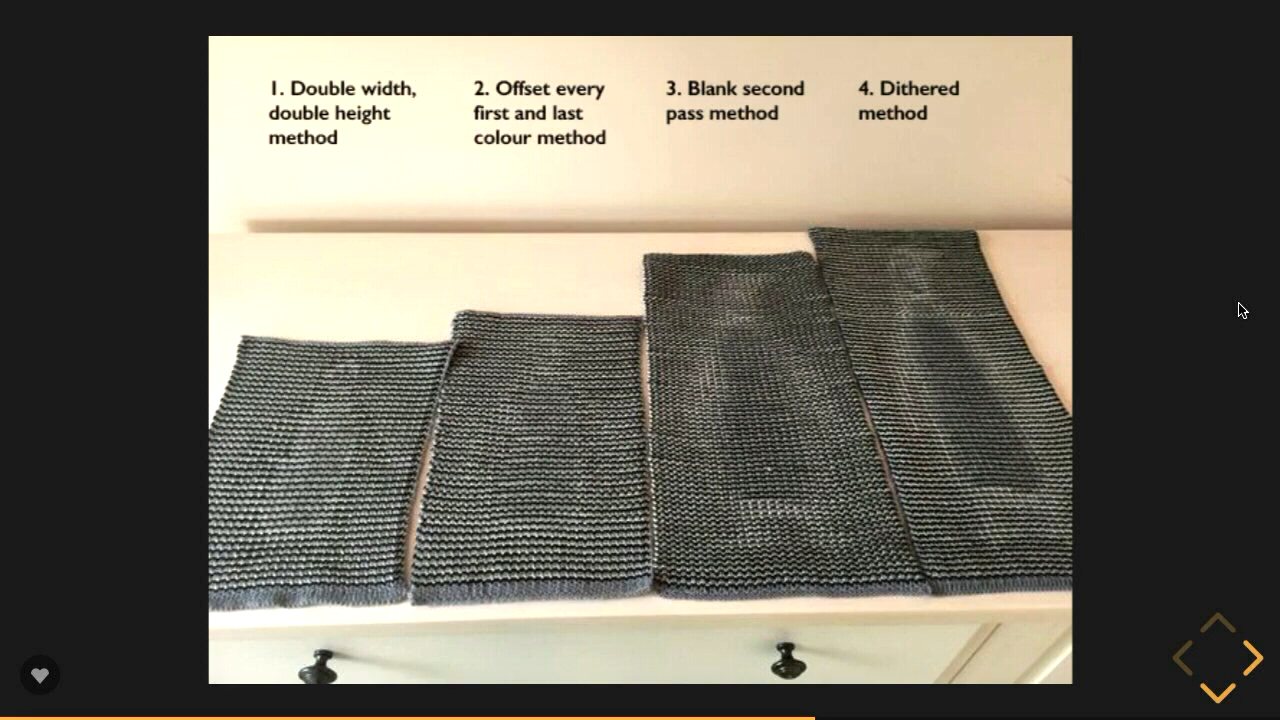 1. Double width,
double height
method
2. Offset every
first and last
colour method
3. Blank second
pass method
4. Dithered
method